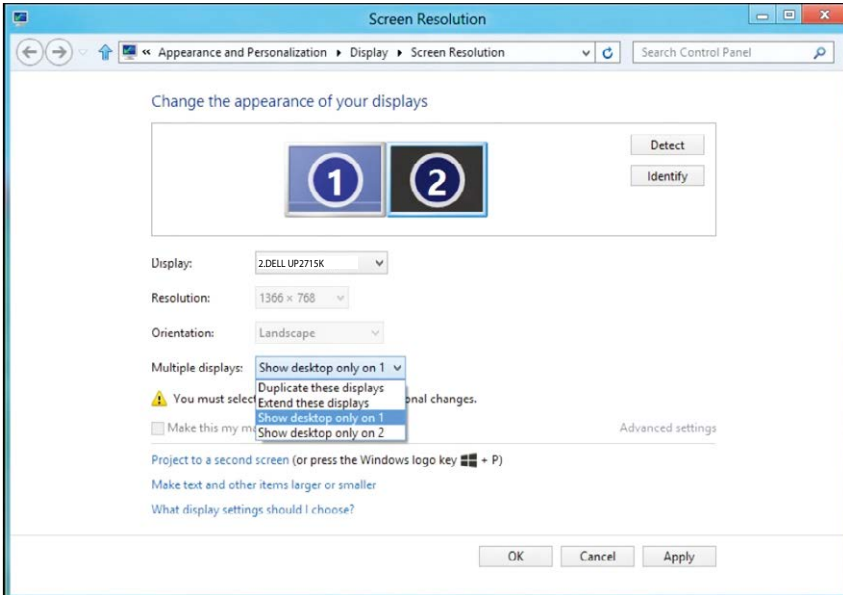 Screen Resolution
« Appearance and Personalization ▸ Display ▸ Screen Resolution
Search Control Panel
Change the appearance of your displays
1
2
Detect
Identify
Display:
2.DELL UP2715K
Resolution:
1366 × 768
Orientation:
Landscape
Multiple displays:
Show desktop only on 1
Duplicate these displays
Extend these displays
Show desktop only on 1
Show desktop only on 2
You must selec onal changes.
Make this my m
Advanced settings
Project to a second screen (or press the Windows logo key + P)
Make text and other items larger or smaller
What display settings should I choose?
OK
Cancel
Apply